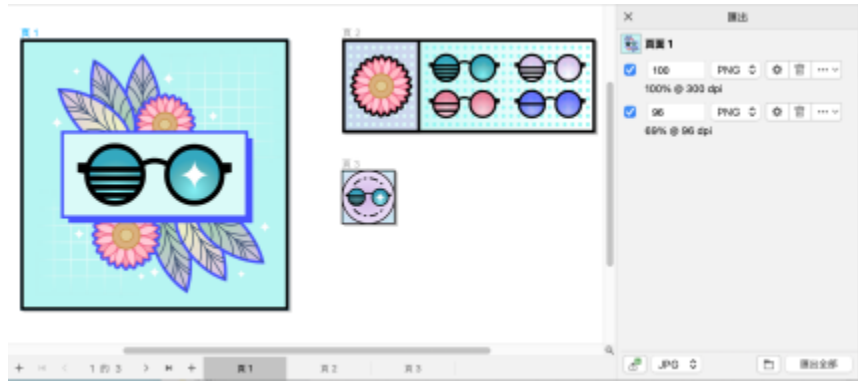 頁 1
頁 2
頁 3
匯出
頁面 1
100 PNG
100% @ 300 dpi
96 PNG
69% @ 96 dpi
1 的 3 頁 1 頁 2 頁 3
JPG 匯出全部